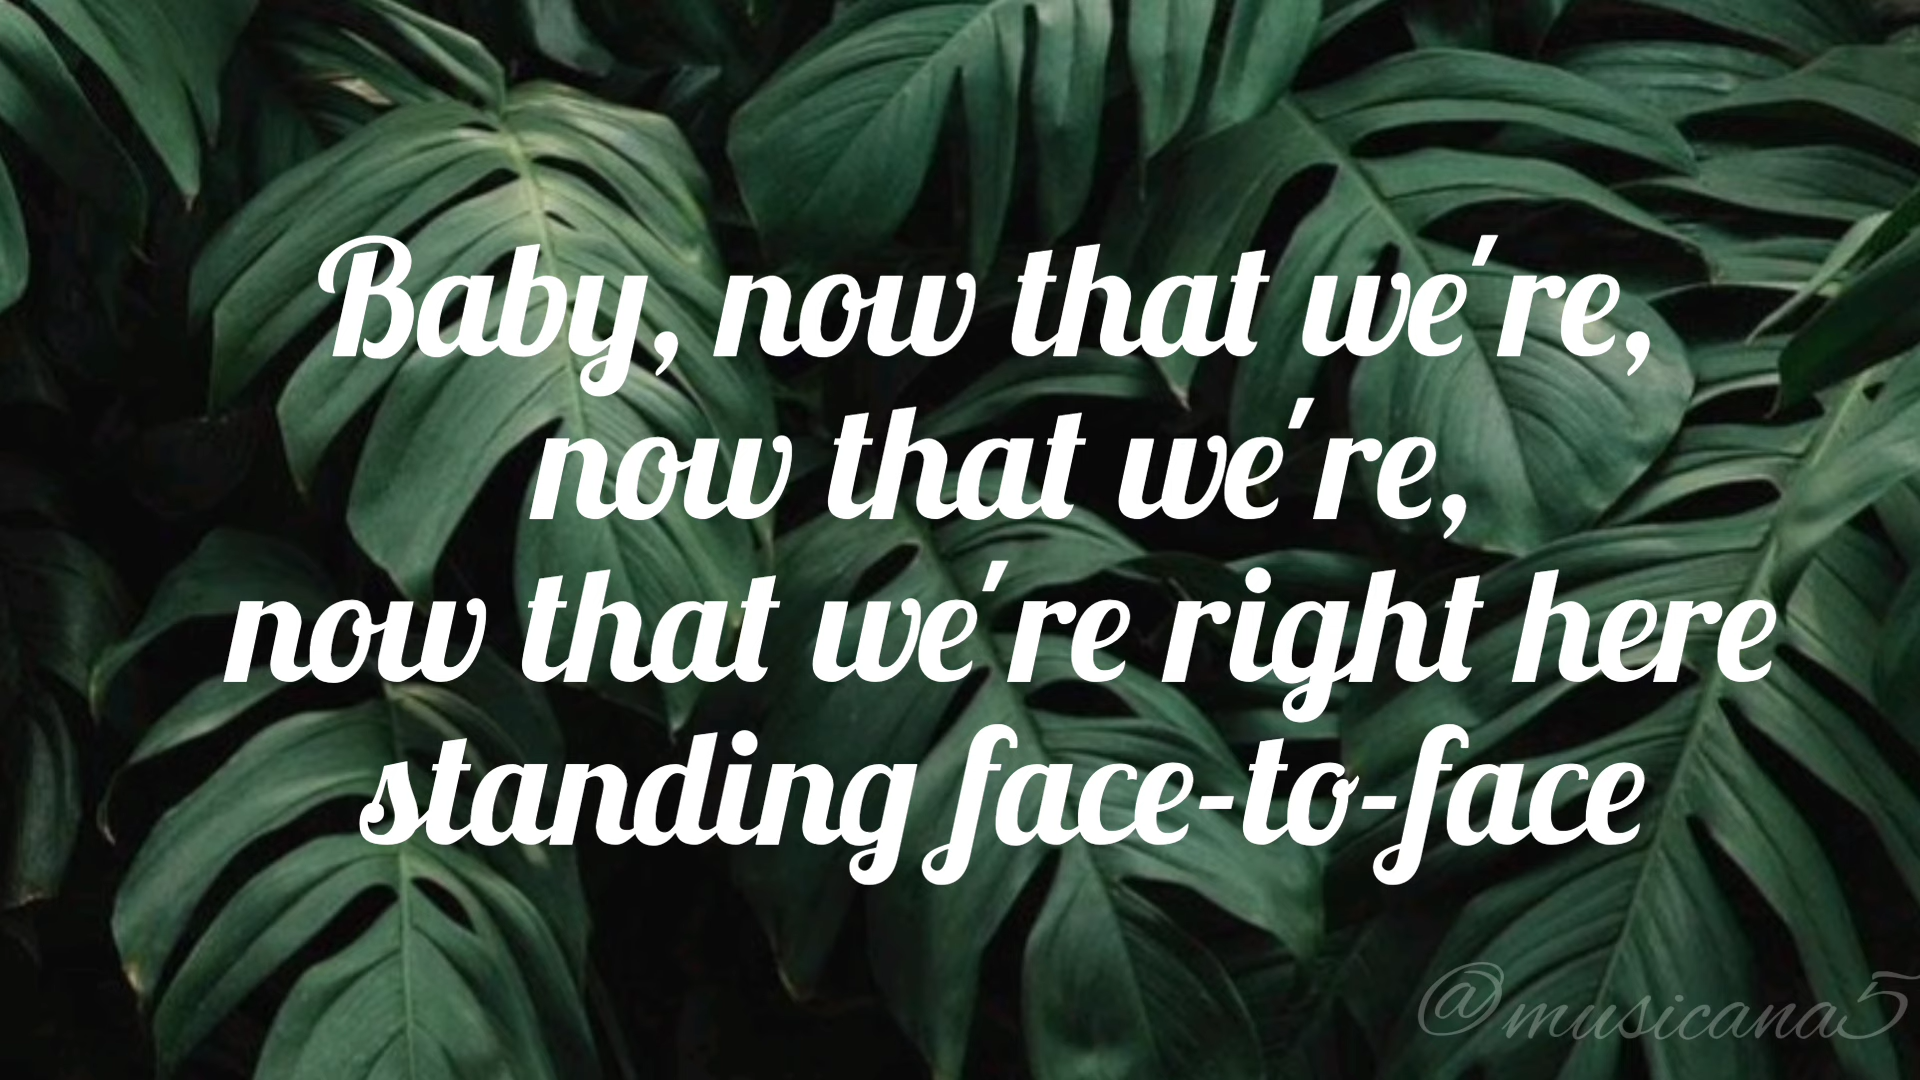 Baby, now that we're,
now that we're,
now that we're right here
standing face-to-face
@musicana5